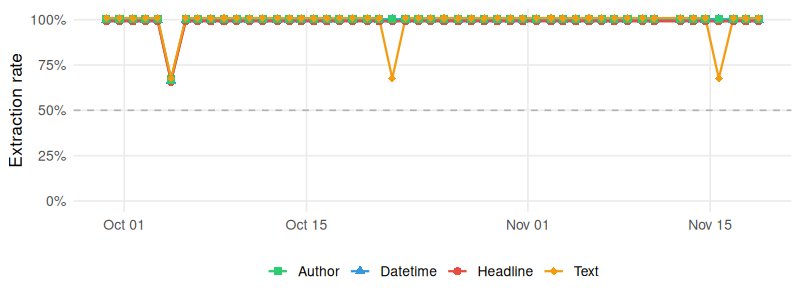 Extraction rate
100%
75%
50%
25%
0%
Oct 01 Oct 15 Nov 01 Nov 15
Author Datetime Headline Text